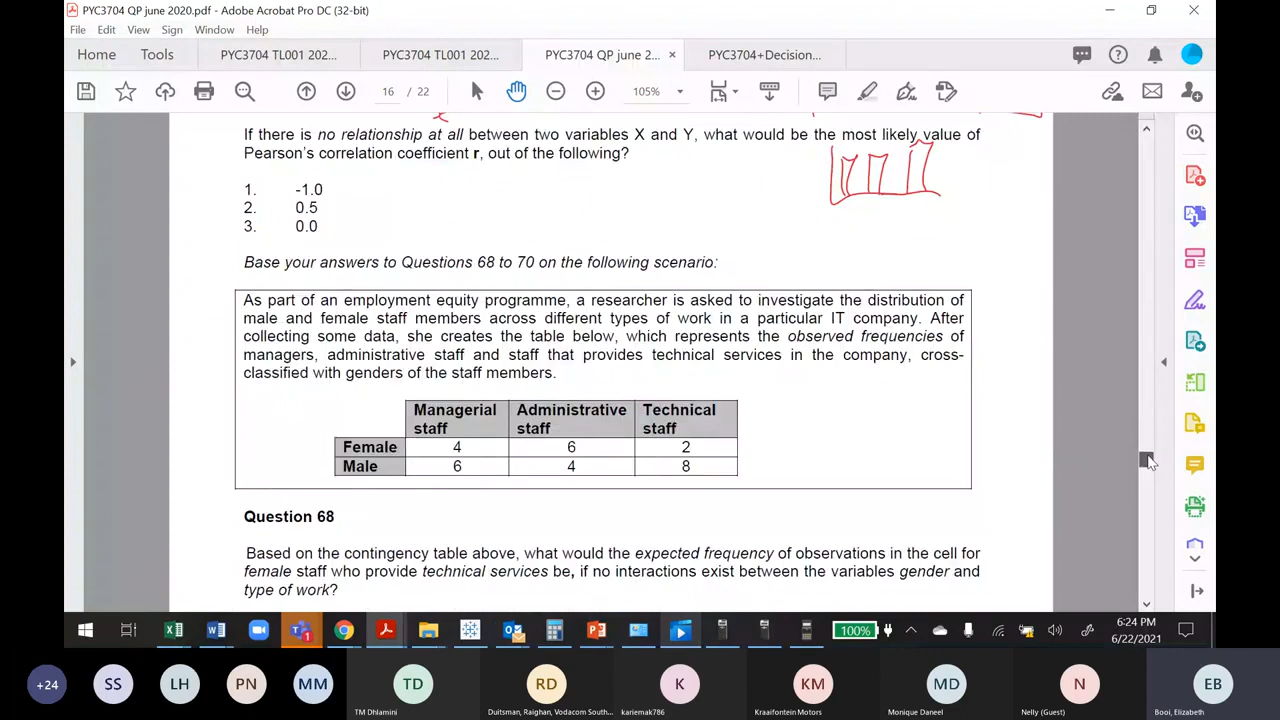 PYC3704 QP june 2020.pdf - Adobe Acrobat Pro DC (32-bit)
File Edit View Sign Window Help
Home Tools PYC3704 TL001 202... PYC3704 TL001 202... PYC3704 QP june 2... × PYC3704+Decision...
16 / 22 105%
If there is no relationship at all between two variables X and Y, what would be the most likely value of
Pearson's correlation coefficient r, out of the following?
1. -1.0
2. 0.5
3. 0.0
Base your answers to Questions 68 to 70 on the following scenario:
As part of an employment equity programme, a researcher is asked to investigate the distribution of
male and female staff members across different types of work in a particular IT company. After
collecting some data, she creates the table below, which represents the observed frequencies of
managers, administrative staff and staff that provides technical services in the company, cross-
classified with genders of the staff members.
Managerial staff Administrative staff Technical staff
Female 4 6 2
Male 6 4 8
Question 68
Based on the contingency table above, what would the expected frequency of observations in the cell for
female staff who provide technical services be, if no interactions exist between the variables gender and
type of work?
100%
6:24 PM
6/22/2021
+24 SS LH PN MM TD RD K KM MD N EB
TM Dhlamini Duitsman, Raighan, Vodacom South... kariemak786 Kraaifontein Motors Monique Daneel Nelly (Guest) Booi, Elizabeth